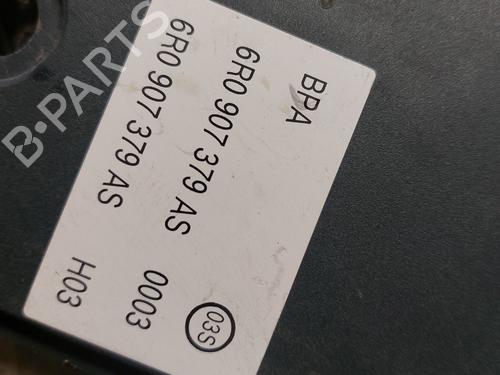 BPA
6R0 907 379 AS 0003 03S
6R0 907 379 AS H03
B-PARTS